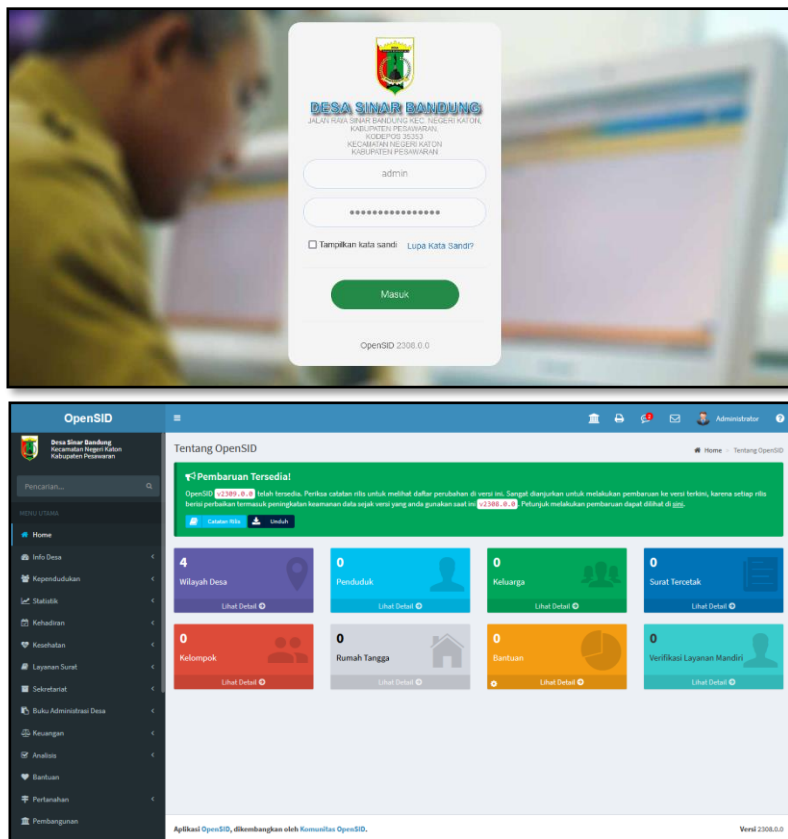 DESA SINAR BANDUNG
JALAN RAYA SINAR BANDUNG KEC. NEGERI KATON,
KABUPATEN PESAWARAN
KODEPOS 35353
KECAMATAN NEGERI KATON
KABUPATEN PESAWARAN
admin
Tampilkan kata sandi Lupa Kata Sandi?
Masuk
OpenSID 2308.0.0
OpenSID
Administrator
Desa Sinar Bandung
Kecamatan Negeri Katon
Kabupaten Pesawaran
Pencarian...
MENU UTAMA
Home
Info Desa
Kependudukan
Statistik
Kehadiran
Kesehatan
Layanan Surat
Sekretariat
Buku Administrasi Desa
Keuangan
Analisis
Bantuan
Pertanahan
Pembangunan
Tentang OpenSID
Home > Tentang OpenSID
Pembaruan Tersedia!
OpenSID v2309.0.0 telah tersedia. Periksa catatan rilis untuk melihat daftar perubahan di versi ini. Sangat dianjurkan untuk melakukan pembaruan ke versi terkini, karena setiap rilis
berisi perbaikan termasuk peningkatan keamanan data sejak versi yang anda gunakan saat ini v2308.0.0. Petunjuk melakukan pembaruan dapat dilihat di sini.
Catatan Rilis Unduh
4
Wilayah Desa
Lihat Detail
0
Penduduk
Lihat Detail
0
Keluarga
Lihat Detail
0
Surat Tercetak
Lihat Detail
0
Kelompok
Lihat Detail
0
Rumah Tangga
Lihat Detail
0
Bantuan
Lihat Detail
0
Verifikasi Layanan Mandiri
Lihat Detail
Aplikasi OpenSID, dikembangkan oleh Komunitas OpenSID.
Versi 2308.0.0